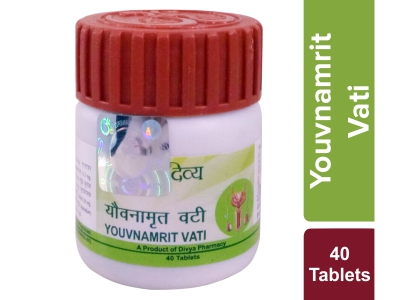 दिव्य
यौवनामृत वटी
YOUVNAMRIT VATI
A Product of Divya Pharmacy
40 Tablets
Youvnamrit
Vati
40
Tablets